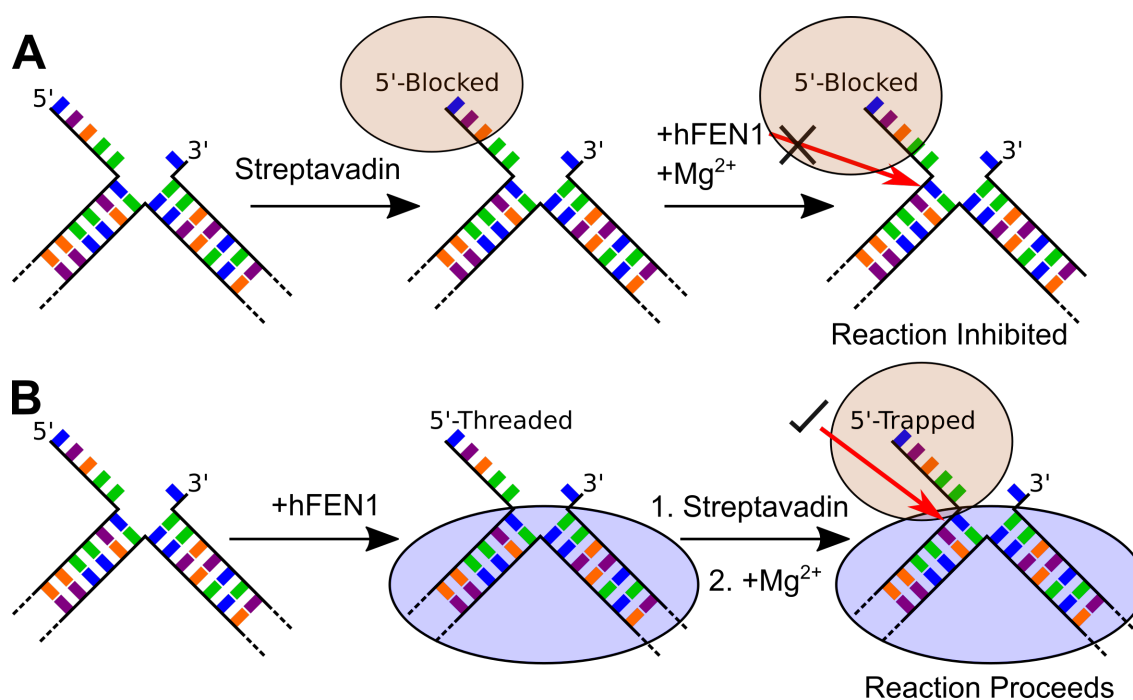 A
5'
3'
Streptavadin
5'-Blocked
+hFEN1
+Mg²⁺
5'-Blocked
3'
Reaction Inhibited
B
5'
3'
+hFEN1
5'-Threaded
3'
1. Streptavadin
2. +Mg²⁺
5'-Trapped
3'
Reaction Proceeds